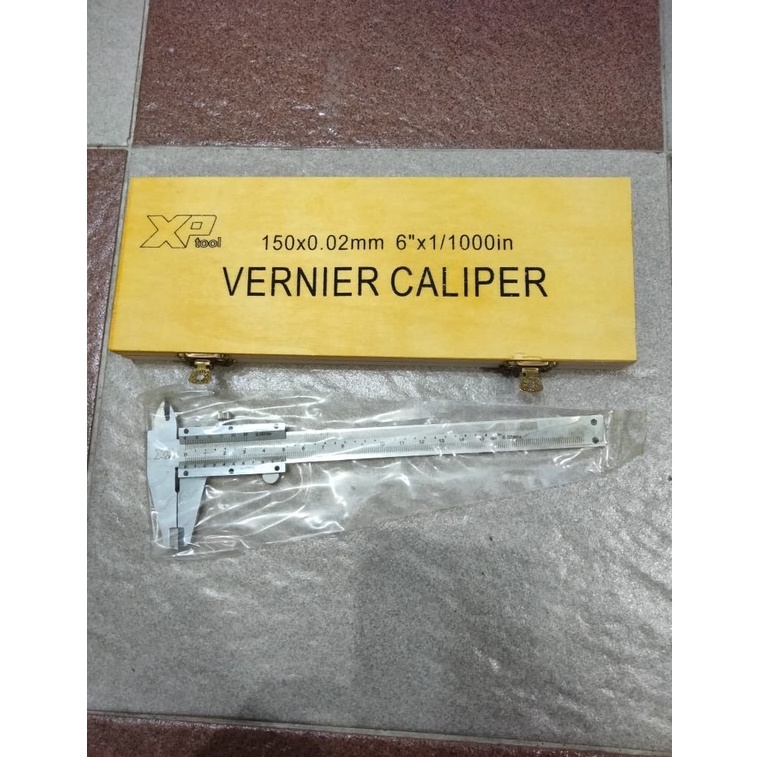 XP
tool
150x0.02mm 6"x1/1000in
VERNIER CALIPER